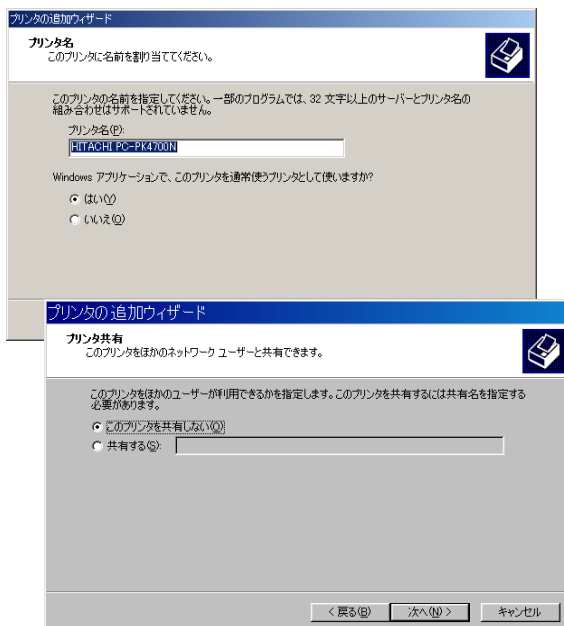 プリンタの追加ウィザード
プリンタ名
このプリンタに名前を割り当ててください。
このプリンタの名前を指定してください。一部のプログラムでは、32 文字以上のサーバーとプリンタ名の
組み合わせはサポートされていません。
プリンタ名(P):
HITACHI PC-PK4700N
Windows アプリケーションで、このプリンタを通常使うプリンタとして使いますか?
はい(Y)
いいえ(O)
プリンタの追加ウィザード
プリンタ共有
このプリンタをほかのネットワーク ユーザーと共有できます。
このプリンタをほかのユーザーが利用できるかを指定します。このプリンタを共有するには共有名を指定する
必要があります。
このプリンタを共有しない(O)
共有する(S):
< 戻る(B)
次へ(N) >
キャンセル